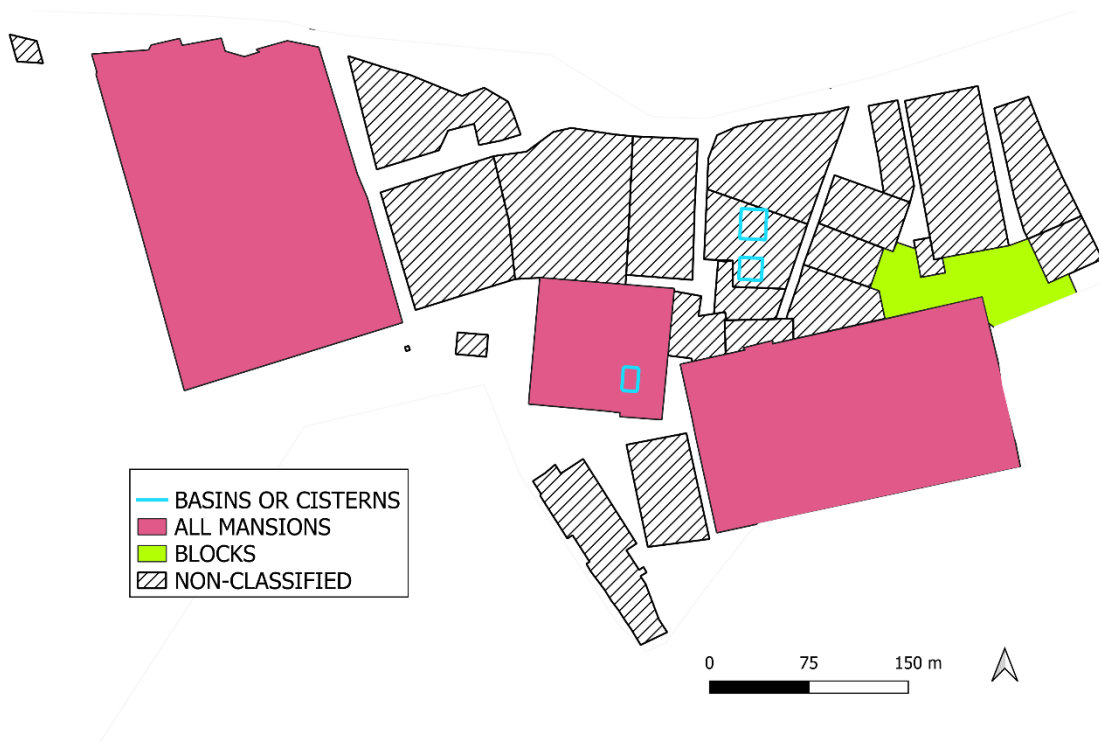 BASINS OR CISTERNS
ALL MANSIONS
BLOCKS
NON-CLASSIFIED
0 75 150 m